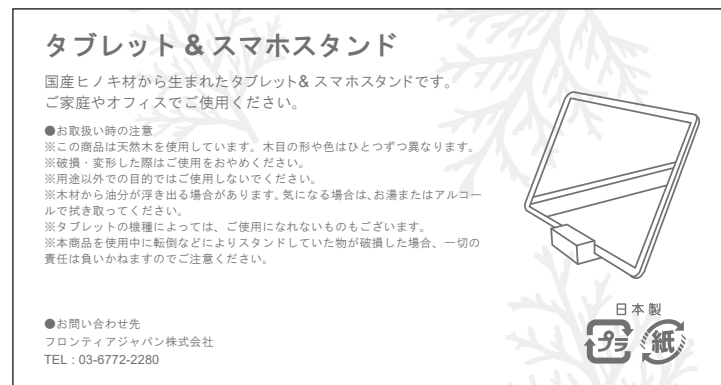 タブレット & スマホスタンド
国産ヒノキ材から生まれたタブレット& スマホスタンドです。
ご家庭やオフィスでご使用ください。
●お取扱い時の注意
※この商品は天然木を使用しています。木目の形や色はひとつずつ異なります。
※破損・変形した際はご使用をおやめください。
※用途以外での目的ではご使用しないでください。
※木材から油分が浮き出る場合があります。気になる場合は、お湯またはアルコー
ルで拭き取ってください。
※タブレットの機種によっては、ご使用になれないものもございます。
※本商品を使用中に転倒などによりスタンドしていた物が破損した場合、一切の
責任は負いかねますのでご注意ください。
●お問い合わせ先
フロンティアジャパン株式会社
TEL : 03-6772-2280
日本製
プラ 紙